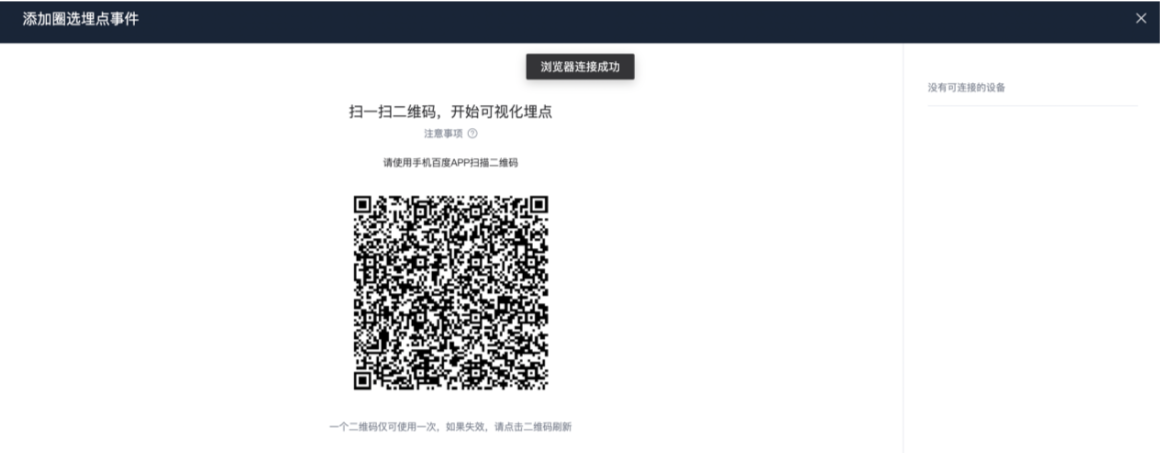 添加圈选埋点事件
浏览器连接成功
没有可连接的设备
扫一扫二维码，开始可视化埋点
注意事项 ?
请使用手机百度APP扫描二维码
一个二维码仅可使用一次，如果失效，请点击二维码刷新